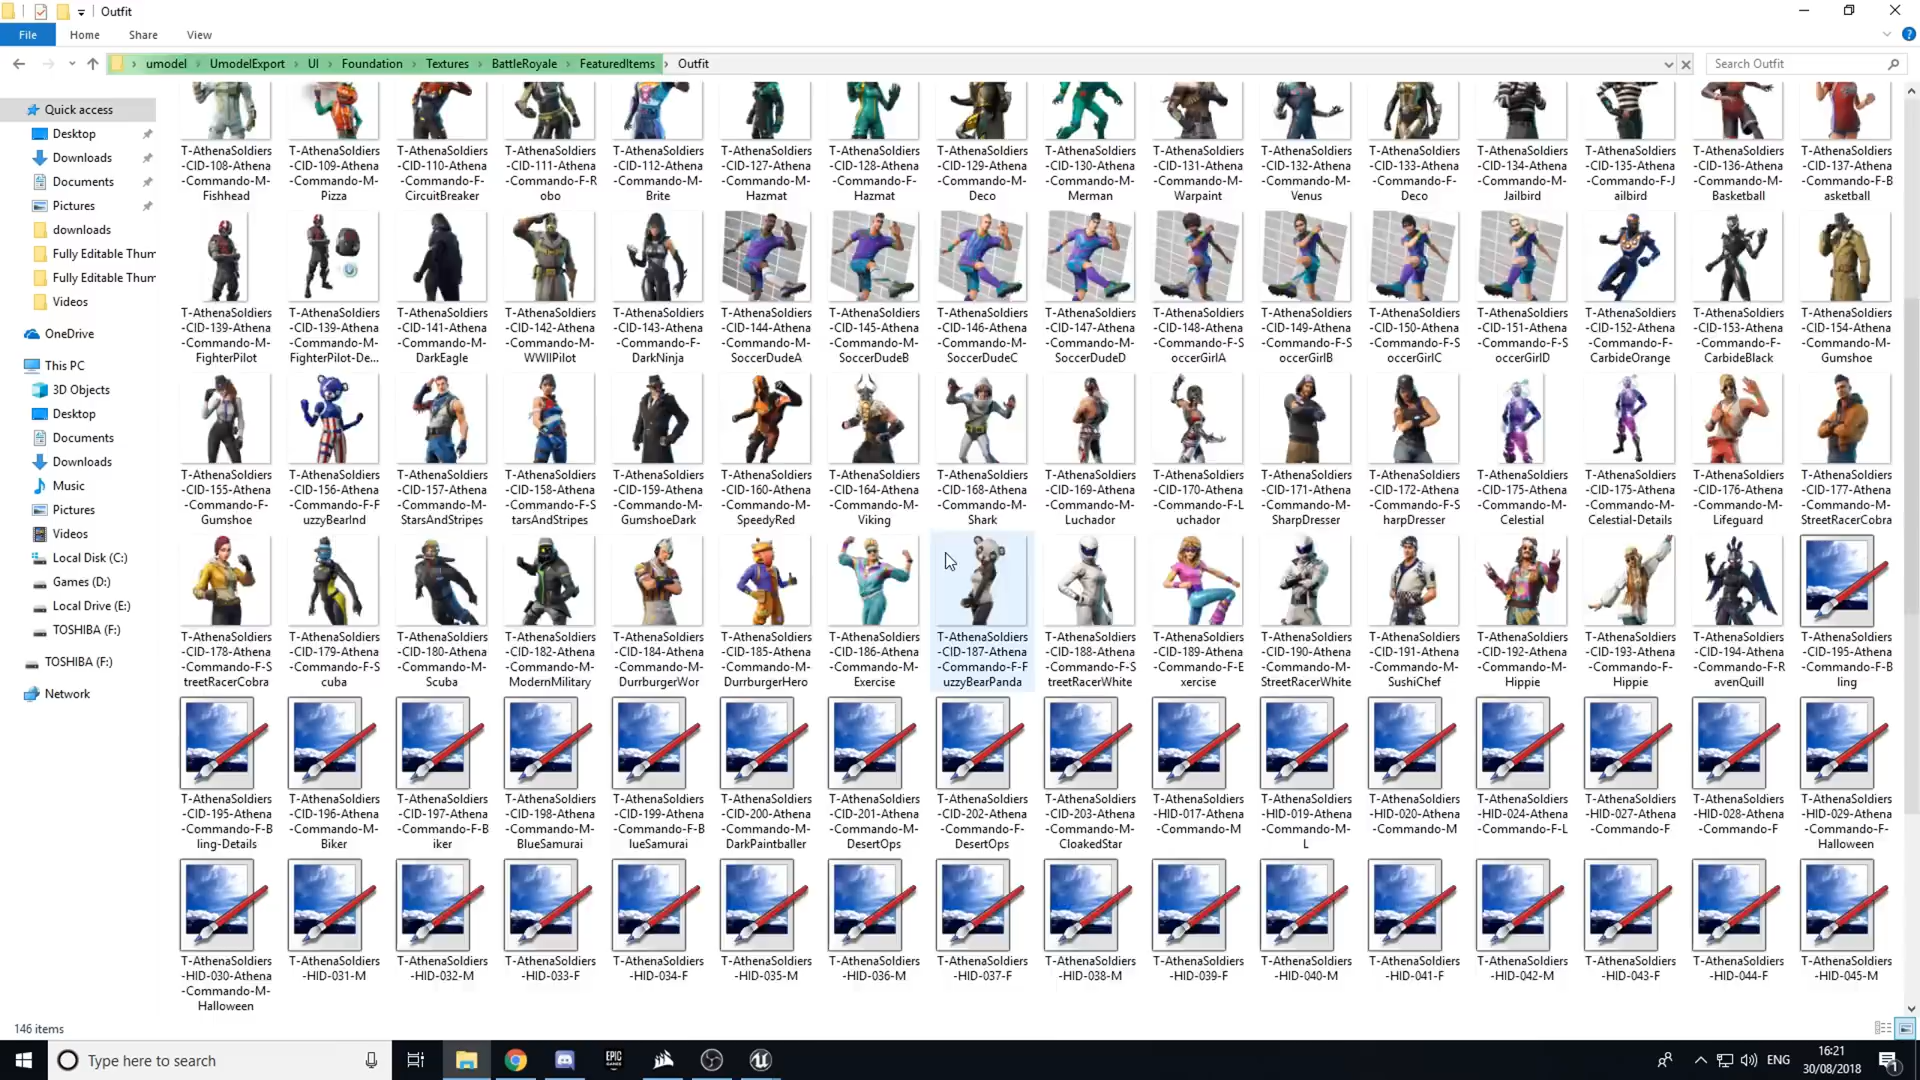 Outfit
File
Home
Share
View
umodel
UmodelExport
UI
Foundation
Textures
BattleRoyale
FeaturedItems
Outfit
Search Outfit
Quick access
Desktop
Downloads
Documents
Pictures
downloads
Fully Editable Thum
Fully Editable Thum
Videos
OneDrive
This PC
3D Objects
Desktop
Documents
Downloads
Music
Pictures
Videos
Local Disk (C:)
Games (D:)
Local Drive (E:)
TOSHIBA (F:)
TOSHIBA (F:)
Network
T-AthenaSoldiers
-CID-108-Athena
-Commando-M-
Fishhead
T-AthenaSoldiers
-CID-109-Athena
-Commando-M-
Pizza
T-AthenaSoldiers
-CID-110-Athena
-Commando-F-
CircuitBreaker
T-AthenaSoldiers
-CID-111-Athena
-Commando-F-R
obo
T-AthenaSoldiers
-CID-112-Athena
-Commando-M-
Brite
T-AthenaSoldiers
-CID-127-Athena
-Commando-M-
Hazmat
T-AthenaSoldiers
-CID-128-Athena
-Commando-F-
Hazmat
T-AthenaSoldiers
-CID-129-Athena
-Commando-M-
Deco
T-AthenaSoldiers
-CID-130-Athena
-Commando-M-
Merman
T-AthenaSoldiers
-CID-131-Athena
-Commando-M-
Warpaint
T-AthenaSoldiers
-CID-132-Athena
-Commando-M-
Venus
T-AthenaSoldiers
-CID-133-Athena
-Commando-F-
Deco
T-AthenaSoldiers
-CID-134-Athena
-Commando-M-
Jailbird
T-AthenaSoldiers
-CID-135-Athena
-Commando-F-J
ailbird
T-AthenaSoldiers
-CID-136-Athena
-Commando-M-
Basketball
T-AthenaSoldiers
-CID-137-Athena
-Commando-F-B
asketball
T-AthenaSoldiers
-CID-139-Athena
-Commando-M-
FighterPilot
T-AthenaSoldiers
-CID-139-Athena
-Commando-M-
FighterPilot-De...
T-AthenaSoldiers
-CID-141-Athena
-Commando-M-
DarkEagle
T-AthenaSoldiers
-CID-142-Athena
-Commando-M-
WWIIPilot
T-AthenaSoldiers
-CID-143-Athena
-Commando-F-
DarkNinja
T-AthenaSoldiers
-CID-144-Athena
-Commando-M-
SoccerDudeA
T-AthenaSoldiers
-CID-145-Athena
-Commando-M-
SoccerDudeB
T-AthenaSoldiers
-CID-146-Athena
-Commando-M-
SoccerDudeC
T-AthenaSoldiers
-CID-147-Athena
-Commando-M-
SoccerDudeD
T-AthenaSoldiers
-CID-148-Athena
-Commando-F-S
occerGirlA
T-AthenaSoldiers
-CID-149-Athena
-Commando-F-S
occerGirlB
T-AthenaSoldiers
-CID-150-Athena
-Commando-F-S
occerGirlC
T-AthenaSoldiers
-CID-151-Athena
-Commando-F-S
occerGirlD
T-AthenaSoldiers
-CID-152-Athena
-Commando-F-
CarbideOrange
T-AthenaSoldiers
-CID-153-Athena
-Commando-F-
CarbideBlack
T-AthenaSoldiers
-CID-154-Athena
-Commando-M-
Gumshoe
T-AthenaSoldiers
-CID-155-Athena
-Commando-F-
Gumshoe
T-AthenaSoldiers
-CID-156-Athena
-Commando-F-F
uzzyBearInd
T-AthenaSoldiers
-CID-157-Athena
-Commando-M-
StarsAndStripes
T-AthenaSoldiers
-CID-158-Athena
-Commando-F-S
tarsAndStripes
T-AthenaSoldiers
-CID-159-Athena
-Commando-M-
GumshoeDark
T-AthenaSoldiers
-CID-160-Athena
-Commando-M-
SpeedyRed
T-AthenaSoldiers
-CID-164-Athena
-Commando-M-
Viking
T-AthenaSoldiers
-CID-168-Athena
-Commando-M-
Shark
T-AthenaSoldiers
-CID-169-Athena
-Commando-M-
Luchador
T-AthenaSoldiers
-CID-170-Athena
-Commando-F-L
uchador
T-AthenaSoldiers
-CID-171-Athena
-Commando-M-
SharpDresser
T-AthenaSoldiers
-CID-172-Athena
-Commando-F-S
harpDresser
T-AthenaSoldiers
-CID-175-Athena
-Commando-M-
Celestial
T-AthenaSoldiers
-CID-175-Athena
-Commando-M-
Celestial-Details
T-AthenaSoldiers
-CID-176-Athena
-Commando-M-
Lifeguard
T-AthenaSoldiers
-CID-177-Athena
-Commando-M-
StreetRacerCobra
T-AthenaSoldiers
-CID-178-Athena
-Commando-F-S
treetRacerCobra
T-AthenaSoldiers
-CID-179-Athena
-Commando-F-S
cuba
T-AthenaSoldiers
-CID-180-Athena
-Commando-M-
Scuba
T-AthenaSoldiers
-CID-182-Athena
-Commando-M-
ModernMilitary
T-AthenaSoldiers
-CID-184-Athena
-Commando-M-
DurrburgerWor
T-AthenaSoldiers
-CID-185-Athena
-Commando-M-
DurrburgerHero
T-AthenaSoldiers
-CID-186-Athena
-Commando-M-
Exercise
T-AthenaSoldiers
-CID-187-Athena
-Commando-F-F
uzzyBearPanda
T-AthenaSoldiers
-CID-188-Athena
-Commando-F-S
treetRacerWhite
T-AthenaSoldiers
-CID-189-Athena
-Commando-F-E
xercise
T-AthenaSoldiers
-CID-190-Athena
-Commando-M-
StreetRacerWhite
T-AthenaSoldiers
-CID-191-Athena
-Commando-M-
SushiChef
T-AthenaSoldiers
-CID-192-Athena
-Commando-M-
Hippie
T-AthenaSoldiers
-CID-193-Athena
-Commando-F-
Hippie
T-AthenaSoldiers
-CID-194-Athena
-Commando-F-R
avenQuill
T-AthenaSoldiers
-CID-195-Athena
-Commando-F-B
ling
T-AthenaSoldiers
-CID-195-Athena
-Commando-F-B
ling-Details
T-AthenaSoldiers
-CID-196-Athena
-Commando-M-
Biker
T-AthenaSoldiers
-CID-197-Athena
-Commando-F-B
iker
T-AthenaSoldiers
-CID-198-Athena
-Commando-M-
BlueSamurai
T-AthenaSoldiers
-CID-199-Athena
-Commando-F-B
lueSamurai
T-AthenaSoldiers
-CID-200-Athena
-Commando-M-
DarkPaintballer
T-AthenaSoldiers
-CID-201-Athena
-Commando-M-
DesertOps
T-AthenaSoldiers
-CID-202-Athena
-Commando-F-
DesertOps
T-AthenaSoldiers
-CID-203-Athena
-Commando-M-
CloakedStar
T-AthenaSoldiers
-HID-017-Athena
-Commando-M
T-AthenaSoldiers
-HID-019-Athena
-Commando-M-
L
T-AthenaSoldiers
-HID-020-Athena
-Commando-M
T-AthenaSoldiers
-HID-024-Athena
-Commando-F-L
T-AthenaSoldiers
-HID-027-Athena
-Commando-F
T-AthenaSoldiers
-HID-028-Athena
-Commando-F
T-AthenaSoldiers
-HID-029-Athena
-Commando-F-
Halloween
T-AthenaSoldiers
-HID-030-Athena
-Commando-M-
Halloween
T-AthenaSoldiers
-HID-031-M
T-AthenaSoldiers
-HID-032-M
T-AthenaSoldiers
-HID-033-F
T-AthenaSoldiers
-HID-034-F
T-AthenaSoldiers
-HID-035-M
T-AthenaSoldiers
-HID-036-M
T-AthenaSoldiers
-HID-037-F
T-AthenaSoldiers
-HID-038-M
T-AthenaSoldiers
-HID-039-F
T-AthenaSoldiers
-HID-040-M
T-AthenaSoldiers
-HID-041-F
T-AthenaSoldiers
-HID-042-M
T-AthenaSoldiers
-HID-043-F
T-AthenaSoldiers
-HID-044-F
T-AthenaSoldiers
-HID-045-M
146 items
Type here to search
EPIC
GAMES
ENG
16:21
30/08/2018
1